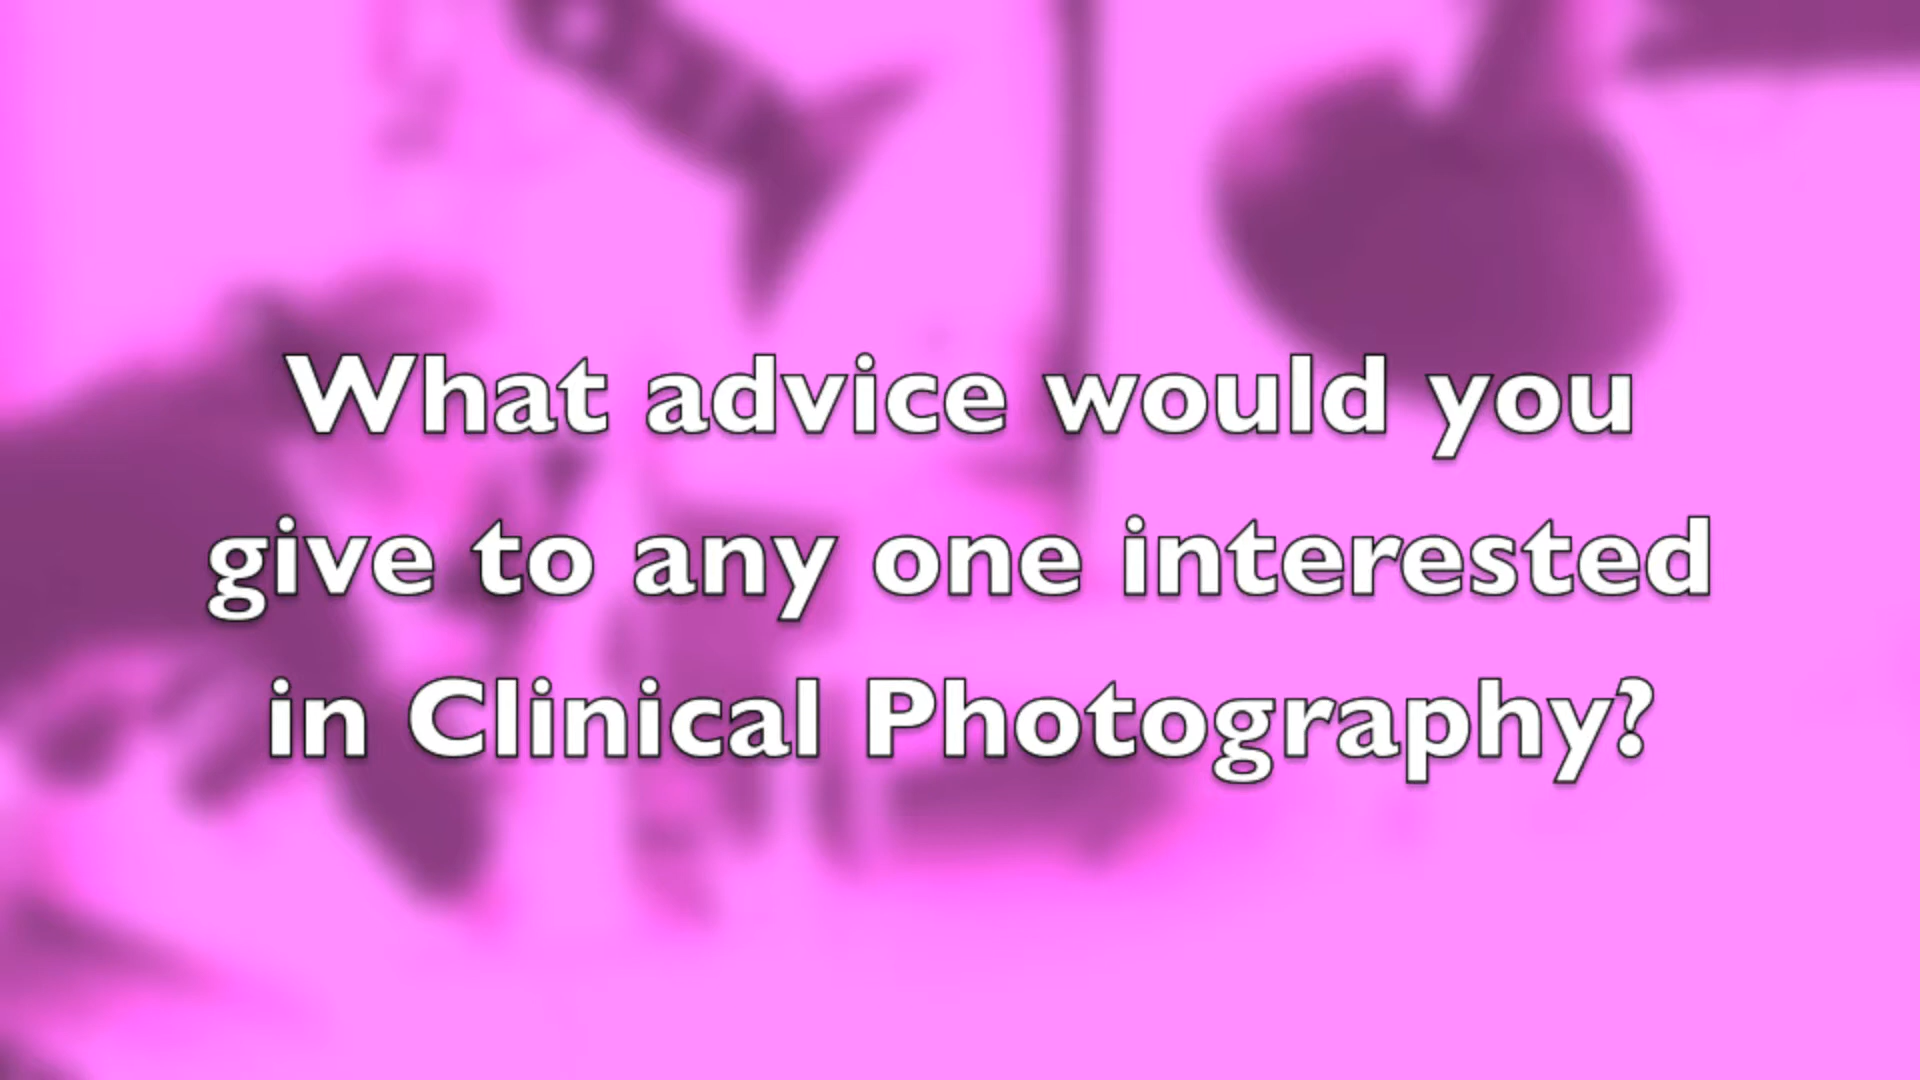 What advice would you
give to any one interested
in Clinical Photography?